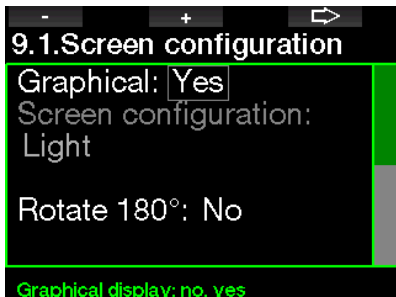 - +
9.1.Screen configuration
Graphical: Yes
Screen configuration:
Light
Rotate 180°: No
Graphical display: no, yes